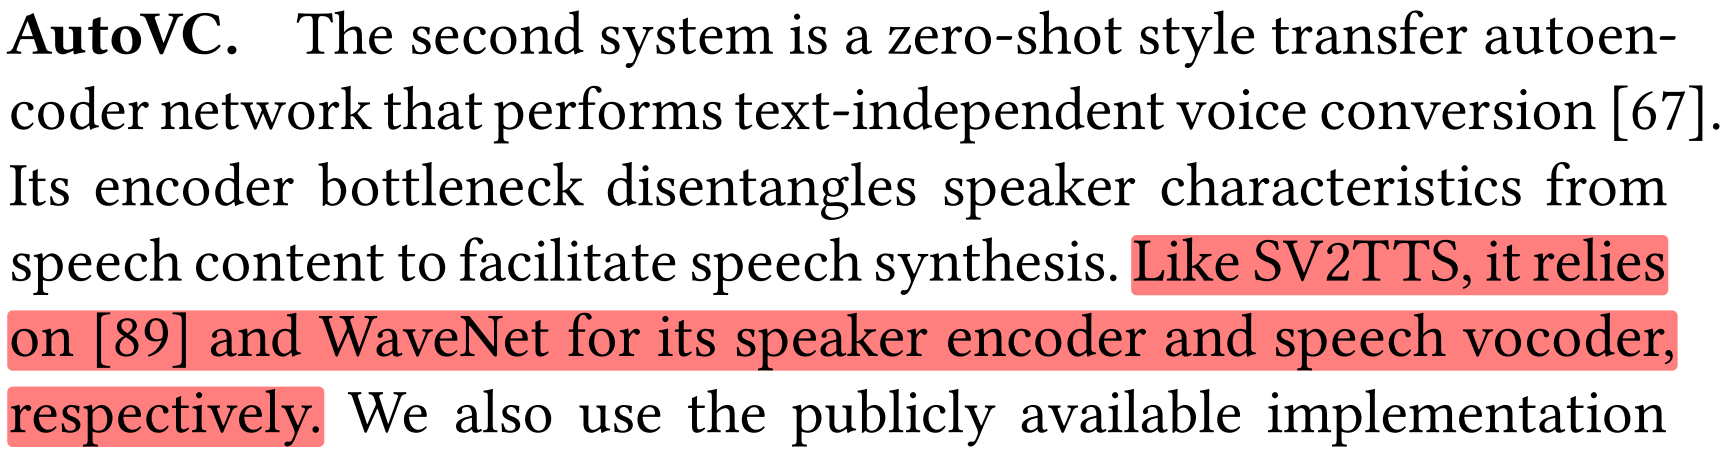 AutoVC. The second system is a zero-shot style transfer autoen-
coder network that performs text-independent voice conversion [67].
Its encoder bottleneck disentangles speaker characteristics from
speech content to facilitate speech synthesis. Like SV2TTS, it relies
on [89] and WaveNet for its speaker encoder and speech vocoder,
respectively. We also use the publicly available implementation